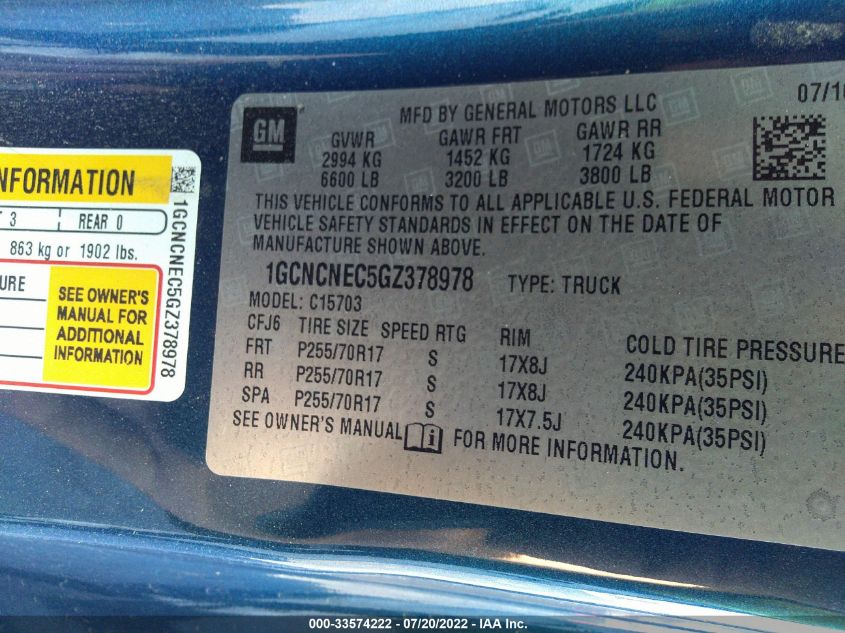 NFORMATION
3
REAR 0
863 kg or 1902 lbs.
URE
SEE OWNER'S
MANUAL FOR
ADDITIONAL
INFORMATION
1GCNCNEC5GZ378978
GM
MFD BY GENERAL MOTORS LLC
07/16
GVWR GAWR FRT GAWR RR
2994 KG 1452 KG 1724 KG
6600 LB 3200 LB 3800 LB
THIS VEHICLE CONFORMS TO ALL APPLICABLE U.S. FEDERAL MOTOR
VEHICLE SAFETY STANDARDS IN EFFECT ON THE DATE OF
MANUFACTURE SHOWN ABOVE.
1GCNCNEC5GZ378978 TYPE: TRUCK
MODEL: C15703
CFJ6 TIRE SIZE SPEED RTG RIM COLD TIRE PRESSURE
FRT P255/70R17 S 17X8J 240KPA(35PSI)
RR P255/70R17 S 17X8J 240KPA(35PSI)
SPA P255/70R17 S 17X7.5J 240KPA(35PSI)
SEE OWNER'S MANUAL i FOR MORE INFORMATION.
000-33574222 / 07/20/2022 - IAA Inc.